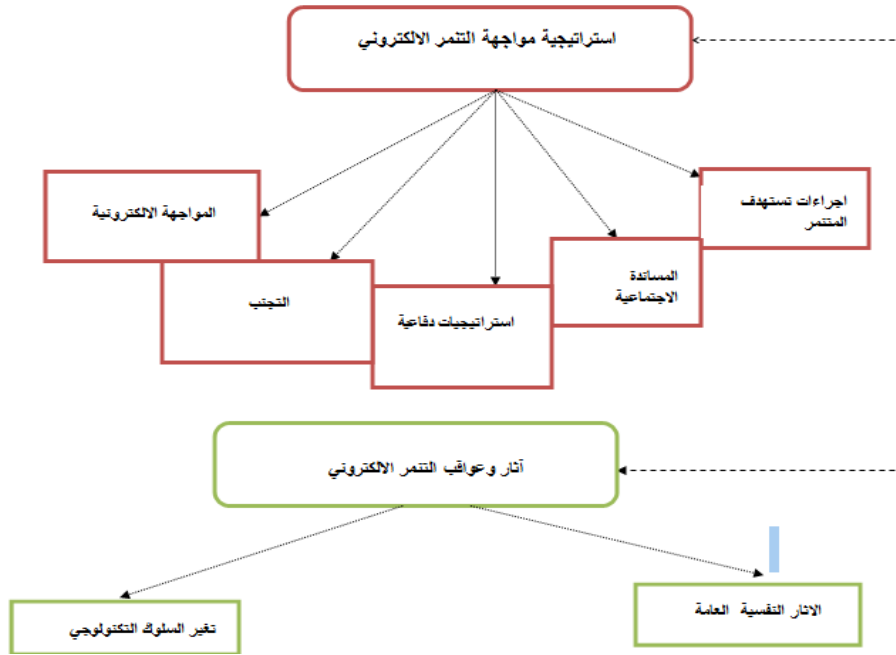 استراتيجية مواجهة التنمر الالكتروني
اجراءات تستهدف
المتنمر
المواجهة الالكترونية
المساندة
الاجتماعية
التجنب
استراتيجيات دفاعية
آثار وعواقب التنمر الالكتروني
الاثار النفسية العامة
تغير السلوك التكنولوجي